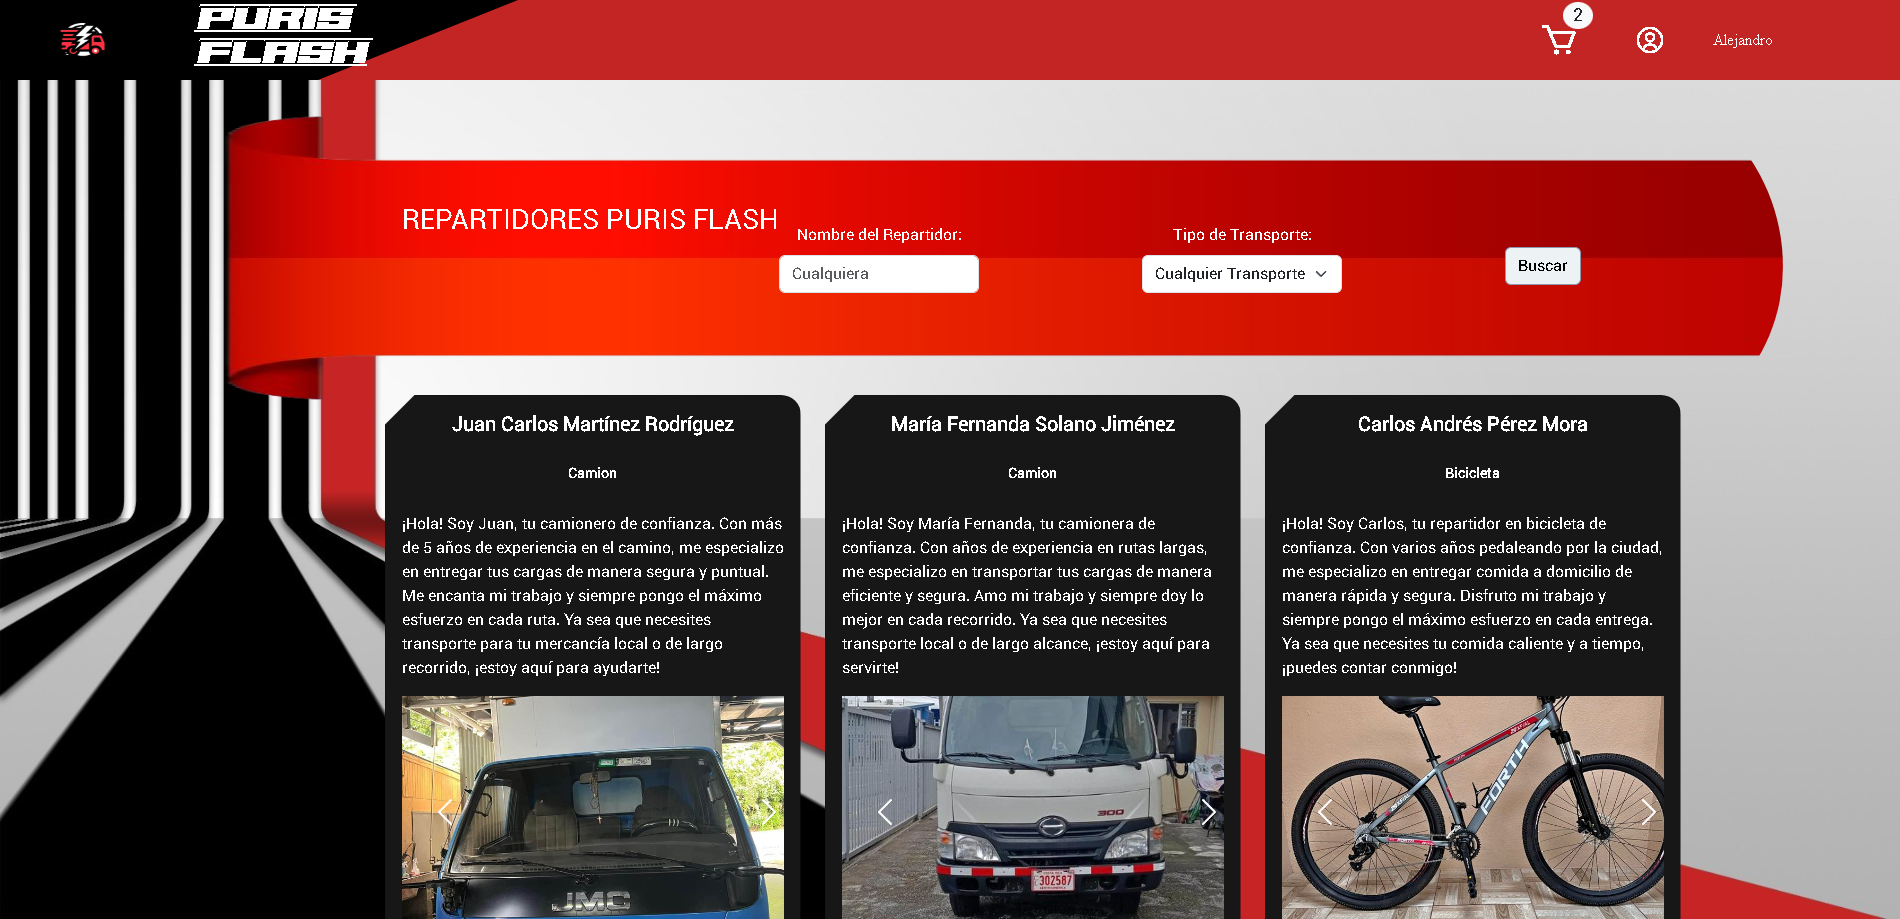 PURIS
FLASH
2
Alejandro
REPARTIDORES PURIS FLASH
Nombre del Repartidor:
Cualquiera
Tipo de Transporte:
Cualquier Transporte
Buscar
Juan Carlos Martínez Rodríguez
Camion
¡Hola! Soy Juan, tu camionero de confianza. Con más
de 5 años de experiencia en el camino, me especializo
en entregar tus cargas de manera segura y puntual.
Me encanta mi trabajo y siempre pongo el máximo
esfuerzo en cada ruta. Ya sea que necesites
transporte para tu mercancía local o de largo
recorrido, ¡estoy aquí para ayudarte!
JMC
María Fernanda Solano Jiménez
Camion
¡Hola! Soy María Fernanda, tu camionera de
confianza. Con años de experiencia en rutas largas,
me especializo en transportar tus cargas de manera
eficiente y segura. Amo mi trabajo y siempre doy lo
mejor en cada recorrido. Ya sea que necesites
transporte local o de largo alcance, ¡estoy aquí para
servirte!
300
302587
Carlos Andrés Pérez Mora
Bicicleta
¡Hola! Soy Carlos, tu repartidor en bicicleta de
confianza. Con varios años pedaleando por la ciudad,
me especializo en entregar comida a domicilio de
manera rápida y segura. Disfruto mi trabajo y
siempre pongo el máximo esfuerzo en cada entrega.
Ya sea que necesites tu comida caliente y a tiempo,
¡puedes contar conmigo!
FORTH